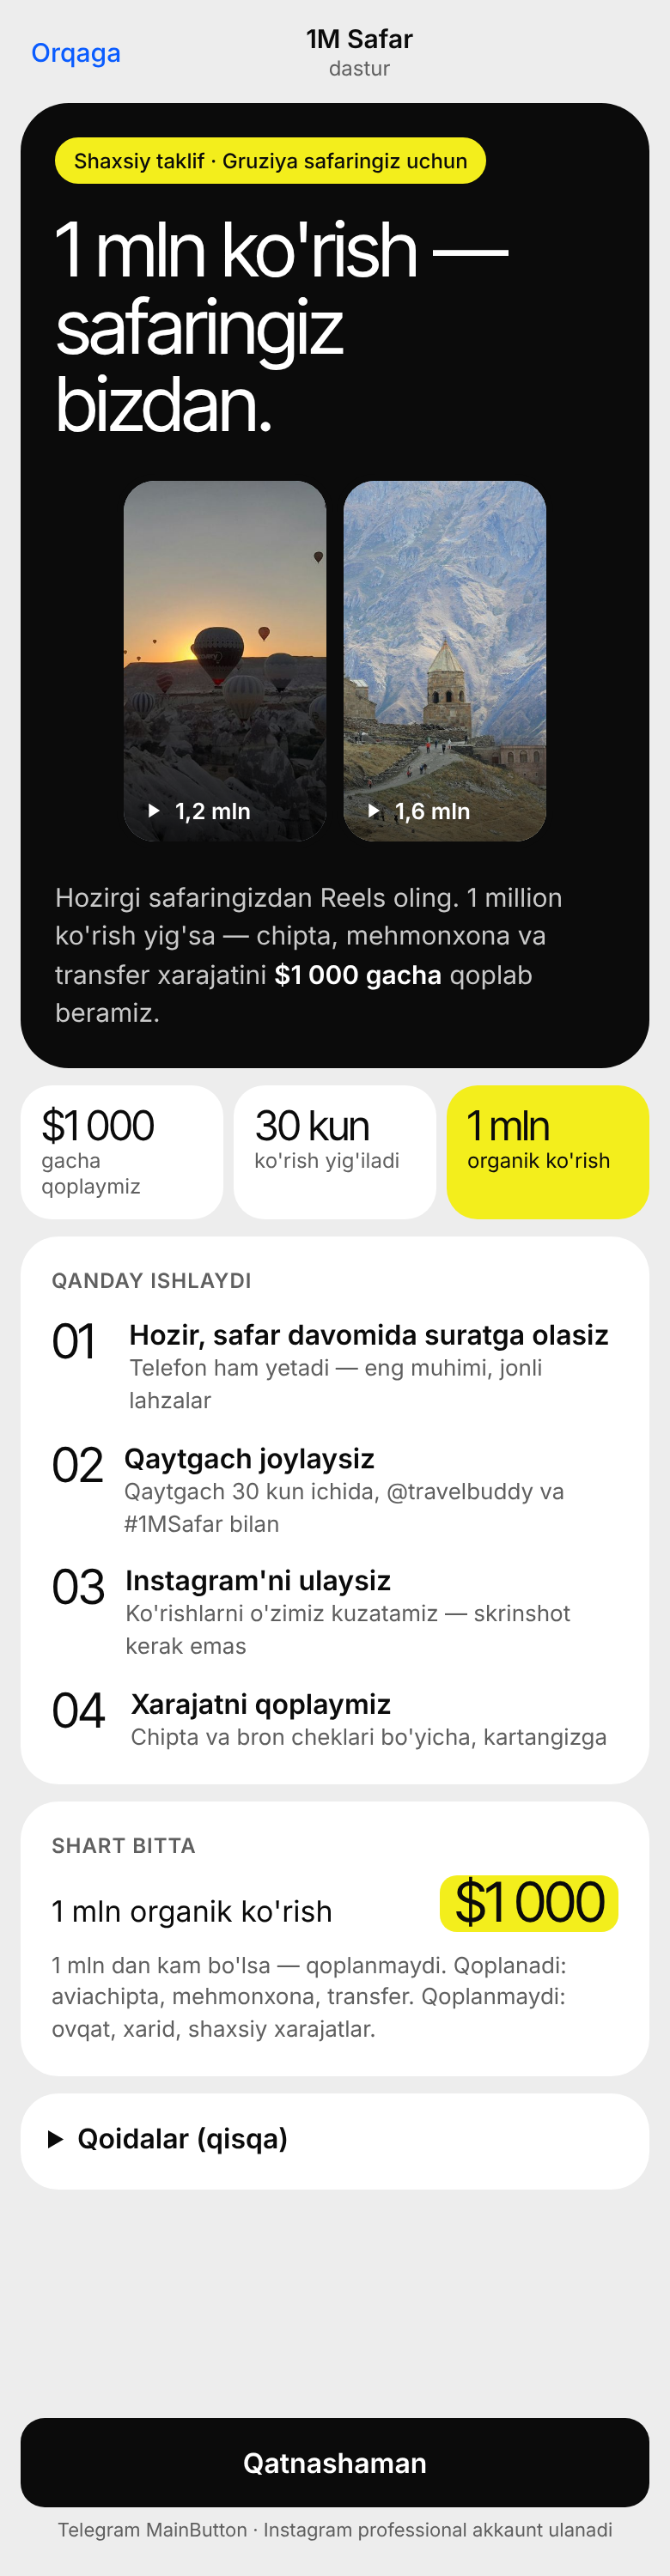 Orqaga
1M Safar
dastur
Shaxsiy taklif · Gruziya safaringiz uchun
1 mln ko'rish —
safaringiz
bizdan.
▶ 1,2 mln
▶ 1,6 mln
Hozirgi safaringizdan Reels oling. 1 million
ko'rish yig'sa — chipta, mehmonxona va
transfer xarajatini $1 000 gacha qoplab
beramiz.
$1 000
gacha
qoplaymiz
30 kun
ko'rish yig'iladi
1 mln
organik ko'rish
QANDAY ISHLAYDI
01
Hozir, safar davomida suratga olasiz
Telefon ham yetadi — eng muhimi, jonli
lahzalar
02
Qaytgach joylaysiz
Qaytgach 30 kun ichida, @travelbuddy va
#1MSafar bilan
03
Instagram'ni ulaysiz
Ko'rishlarni o'zimiz kuzatamiz — skrinshot
kerak emas
04
Xarajatni qoplaymiz
Chipta va bron cheklari bo'yicha, kartangizga
SHART BITTA
1 mln organik ko'rish
$1 000
1 mln dan kam bo'lsa — qoplanmaydi. Qoplanadi:
aviachipta, mehmonxona, transfer. Qoplanmaydi:
ovqat, xarid, shaxsiy xarajatlar.
▶ Qoidalar (qisqa)
Qatnashaman
Telegram MainButton · Instagram professional akkaunt ulanadi